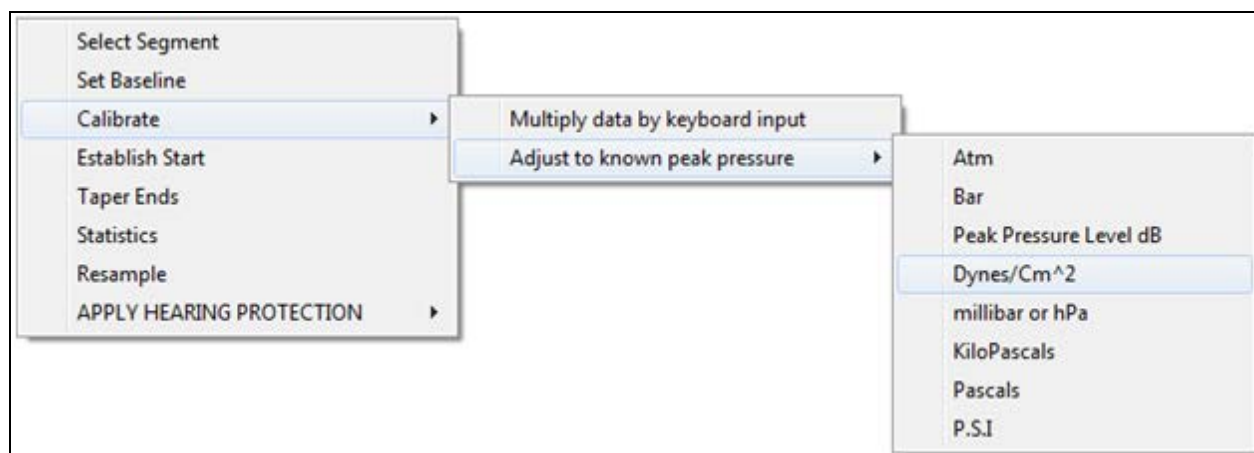 Select Segment
Set Baseline
Calibrate
Establish Start
Taper Ends
Statistics
Resample
APPLY HEARING PROTECTION
Multiply data by keyboard input
Adjust to known peak pressure
Atm
Bar
Peak Pressure Level dB
Dynes/Cm^2
millibar or hPa
KiloPascals
Pascals
P.S.I